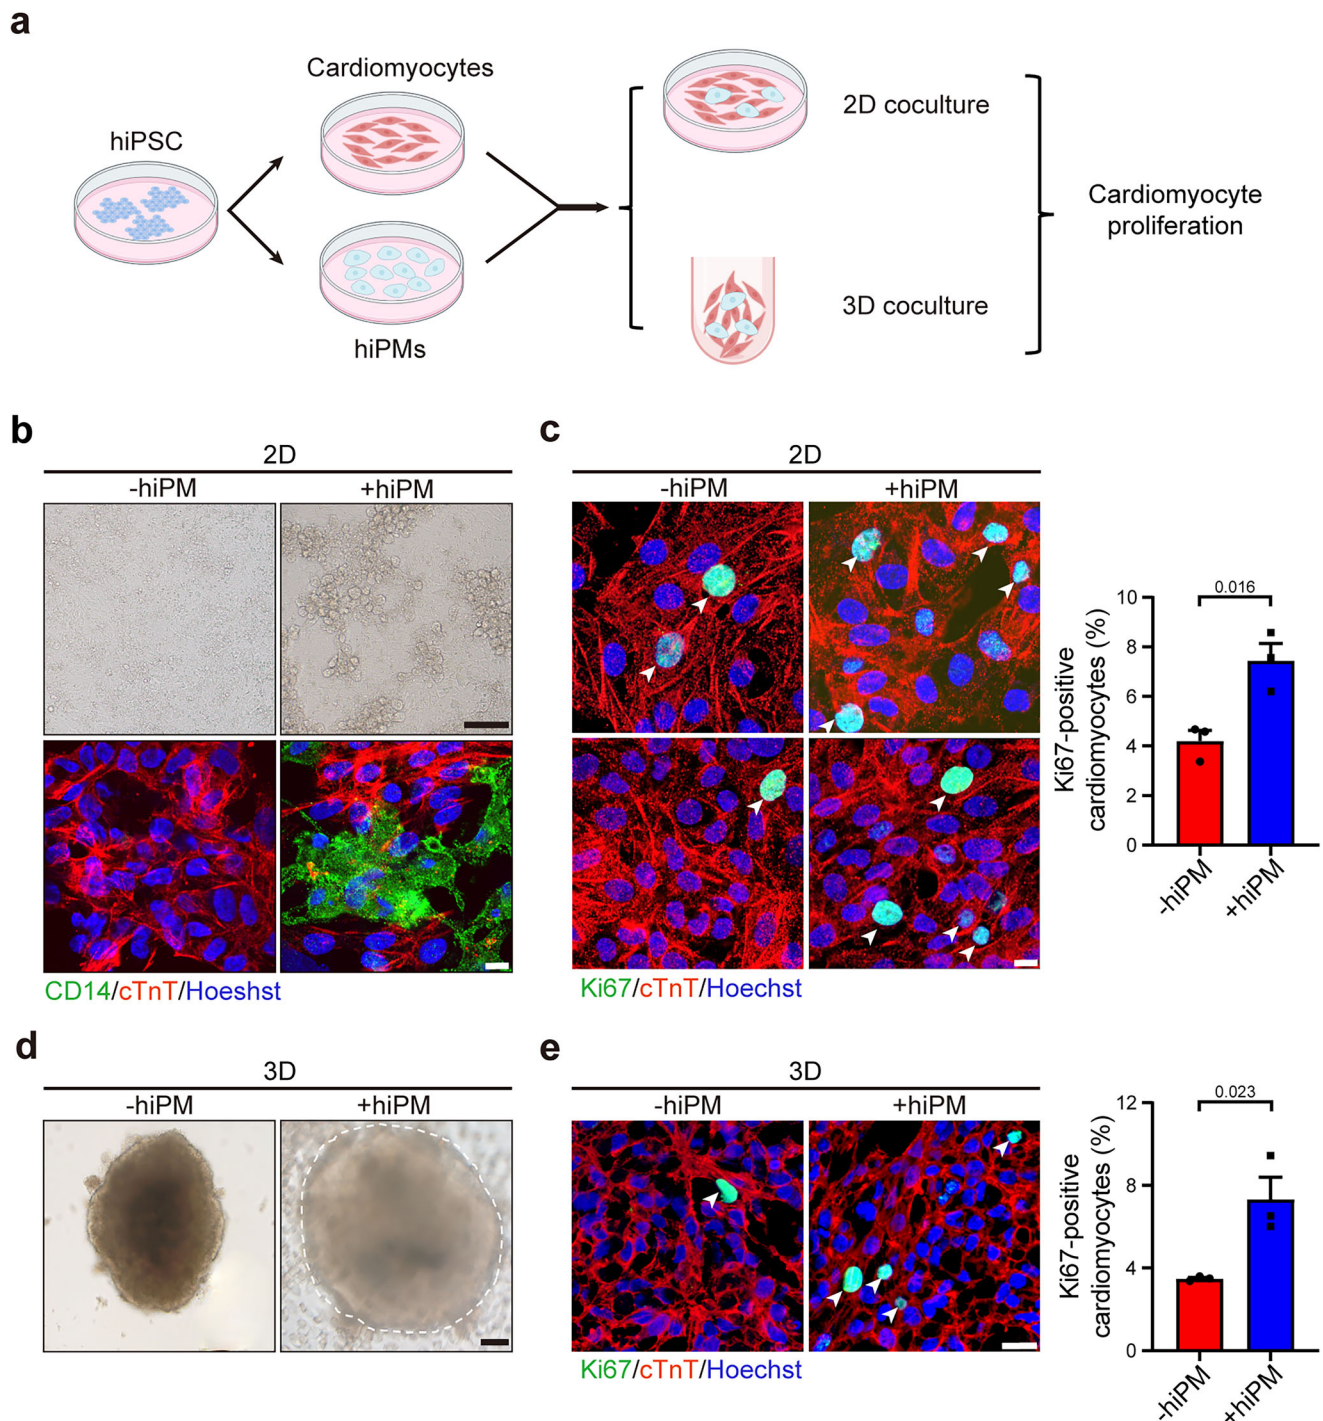 a
Cardiomyocytes
hiPSC
hiPMs
2D coculture
3D coculture
Cardiomyocyte
proliferation
b
2D
-hiPM
+hiPM
CD14/cTnT/Hoeshst
c
2D
-hiPM
+hiPM
Ki67/cTnT/Hoechst
Ki67-positive
cardiomyocytes (%)
10
8
6
4
2
0
0.016
-hiPM
+hiPM
d
3D
-hiPM
+hiPM
e
3D
-hiPM
+hiPM
Ki67/cTnT/Hoechst
Ki67-positive
cardiomyocytes (%)
12
8
4
0
0.023
-hiPM
+hiPM